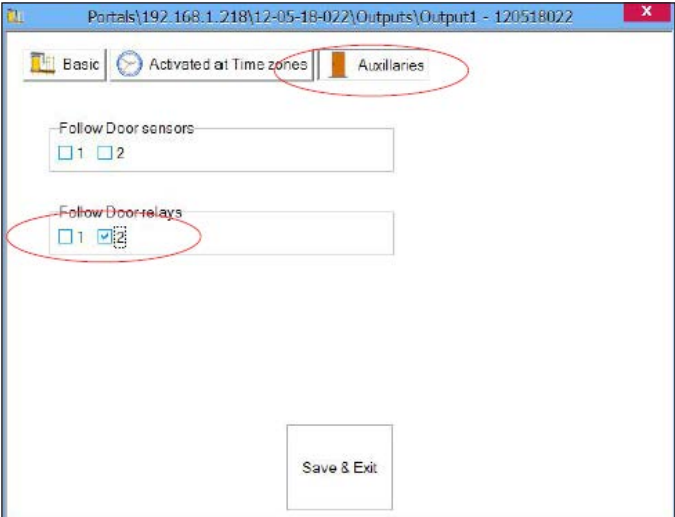 Portals\192.168.1.218\12-05-18-022\Outputs\Output1 - 120518022 X
Basic Activated at Time zones Auxillaries
Follow Door sensors
1 2
Follow Door relays
1 2
Save & Exit